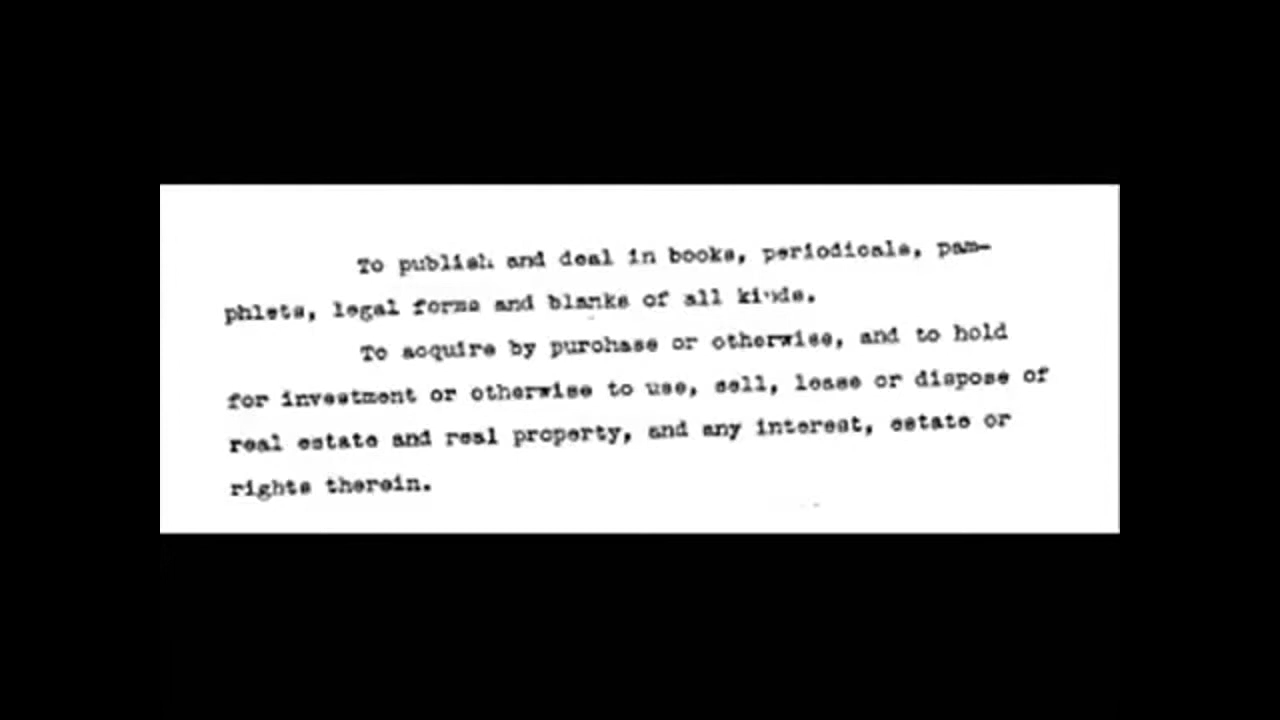 To publish and deal in books, periodicals, pam-
phlets, legal forms and blanks of all kinds.
To acquire by purchase or otherwise, and to hold
for investment or otherwise to use, sell, lease or dispose of
real estate and real property, and any interest, estate or
rights therein.